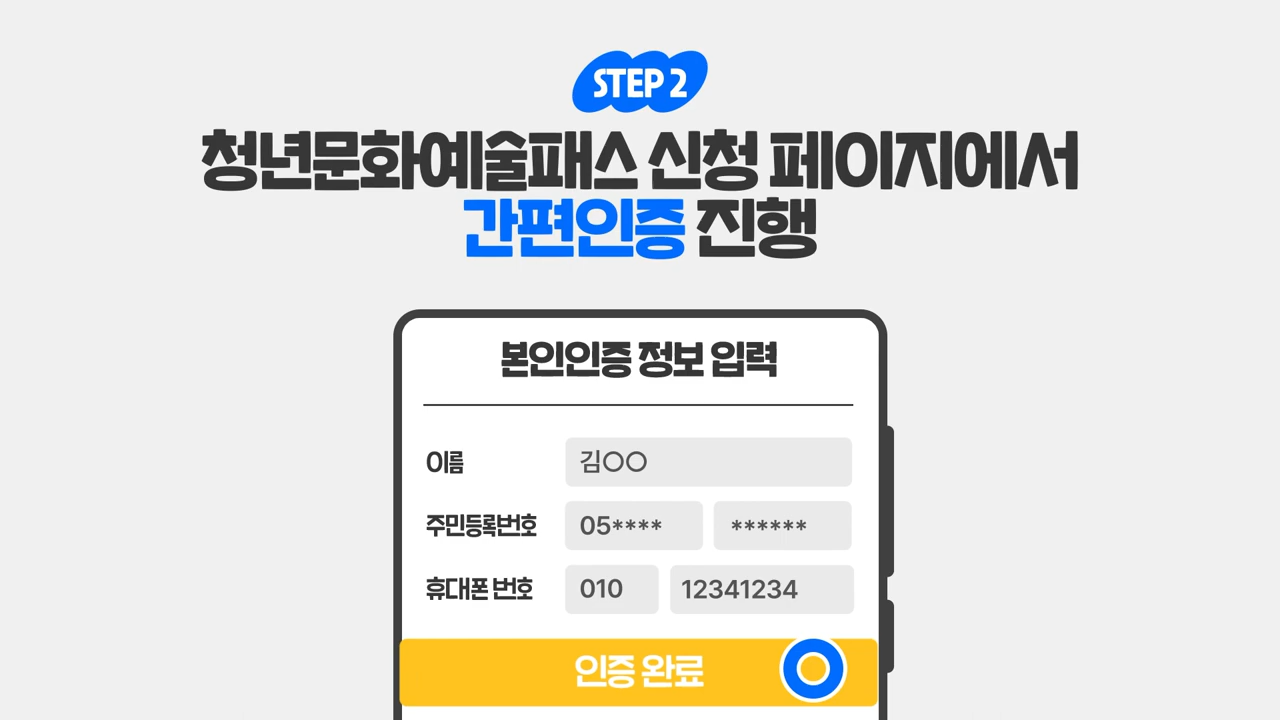 STEP 2
청년문화예술패스 신청 페이지에서
간편인증 진행
본인인증 정보 입력
이름 김○○
주민등록번호 05**** ******
휴대폰 번호 010 12341234
인증 완료